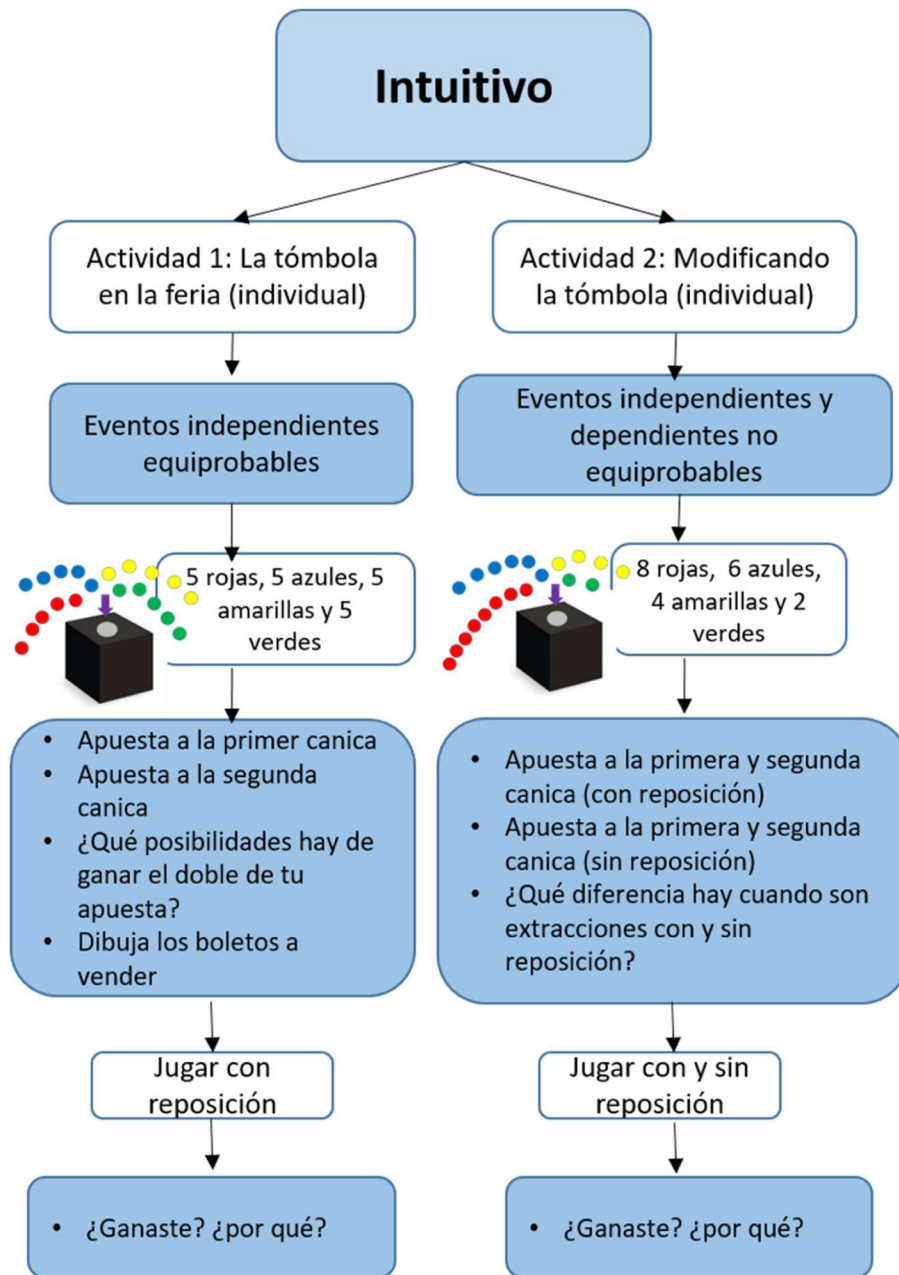 Intuitivo
Actividad 1: La tómbola
en la feria (individual)
Eventos independientes
equiprobables
5 rojas, 5 azules, 5
amarillas y 5
verdes
• Apuesta a la primer canica
• Apuesta a la segunda
canica
• ¿Qué posibilidades hay de
ganar el doble de tu
apuesta?
• Dibuja los boletos a
vender
Jugar con
reposición
• ¿Ganaste? ¿por qué?
Actividad 2: Modificando
la tómbola (individual)
Eventos independientes y
dependientes no
equiprobables
8 rojas, 6 azules,
4 amarillas y 2
verdes
• Apuesta a la primera y segunda
canica (con reposición)
• Apuesta a la primera y segunda
canica (sin reposición)
• ¿Qué diferencia hay cuando son
extracciones con y sin
reposición?
Jugar con y sin
reposición
• ¿Ganaste? ¿por qué?